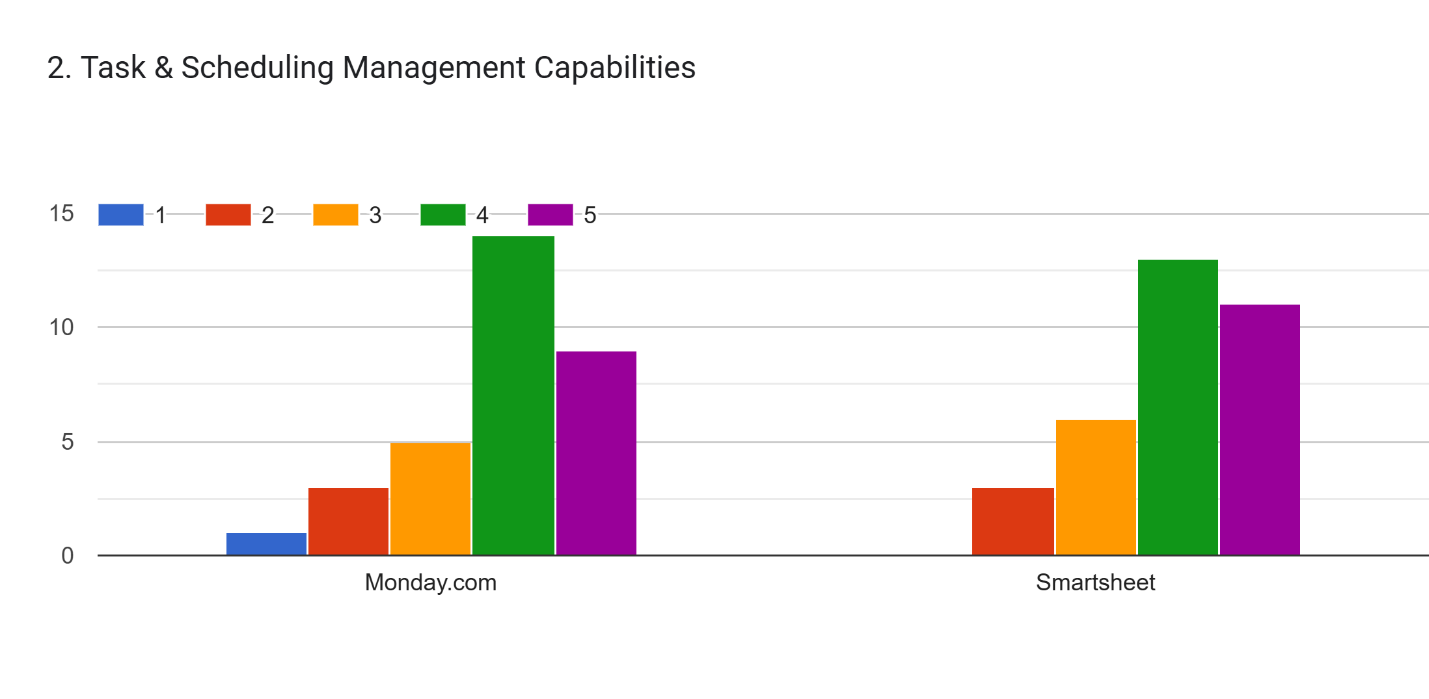 2. Task & Scheduling Management Capabilities
15
1 2 3 4 5
10
5
0
Monday.com Smartsheet